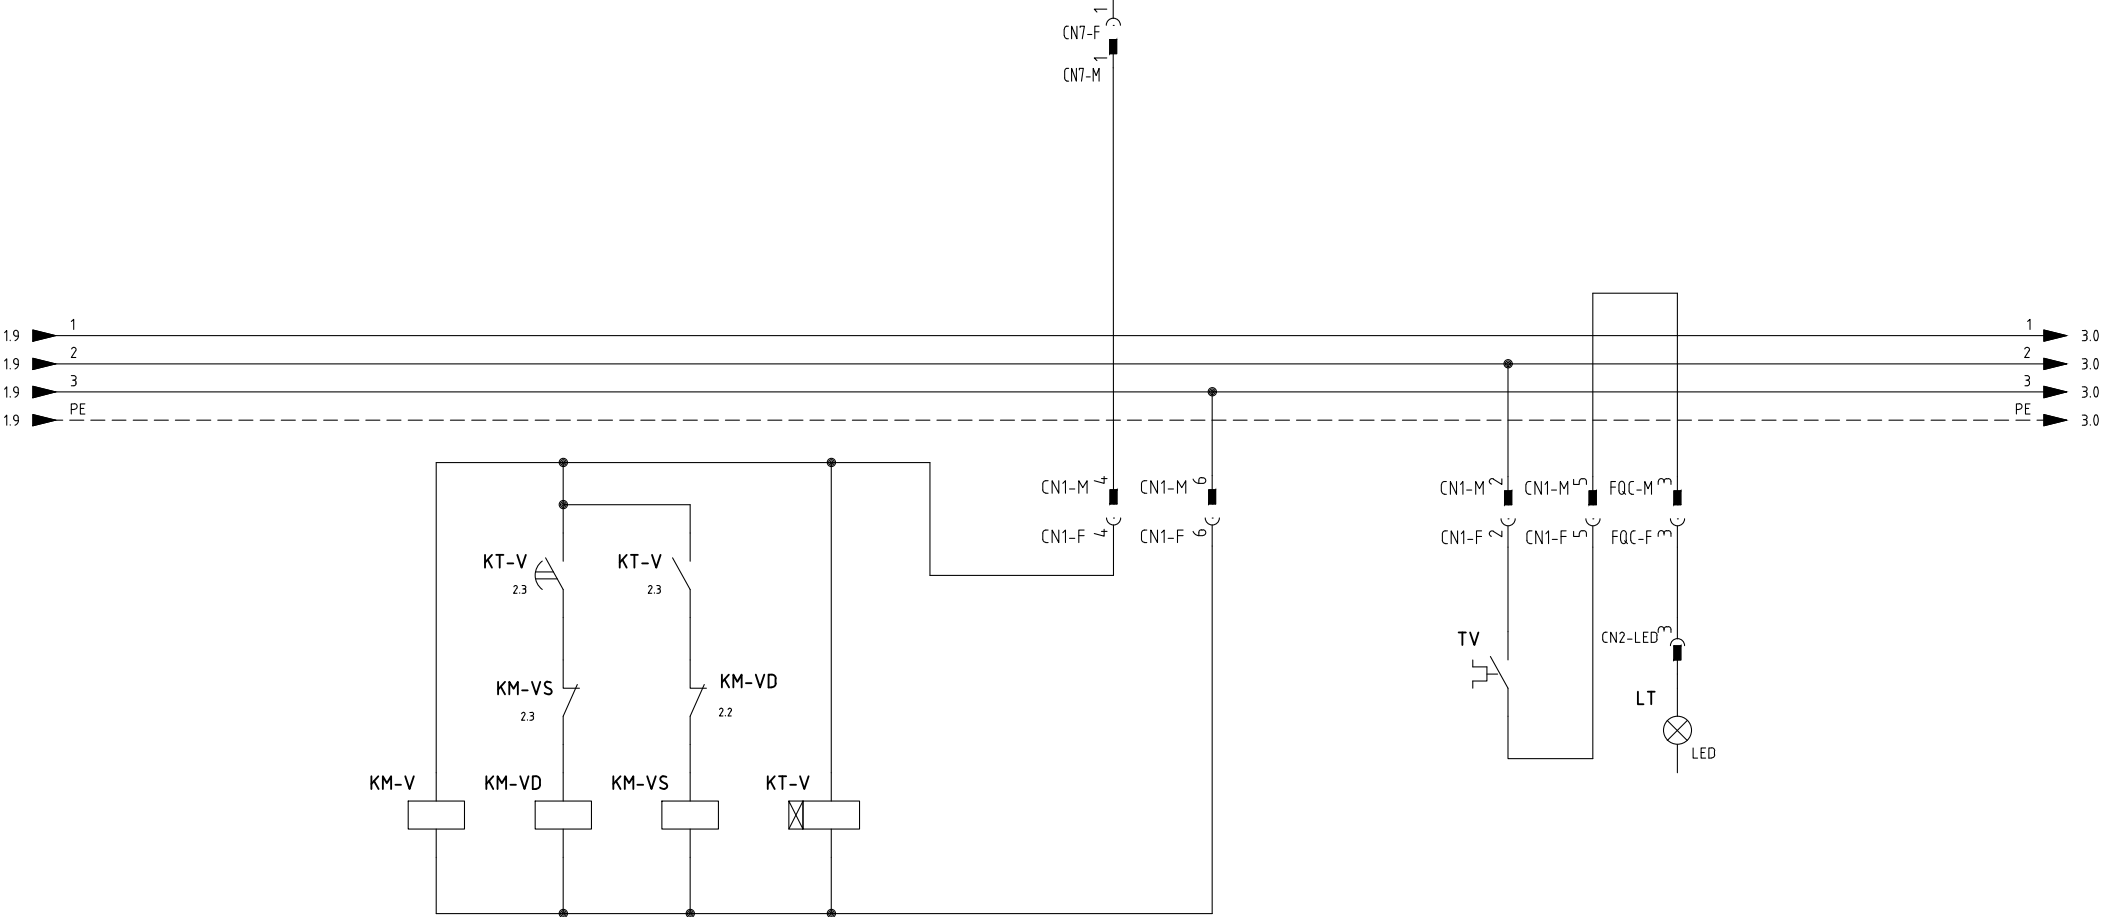 1
CN7-F
1
CN7-M
1.9 1 1 3.0
1.9 2 2 3.0
1.9 3 3 3.0
1.9 PE PE 3.0
CN1-M 4 CN1-M 6 CN1-M 2 CN1-M 5 FQC-M 3
CN1-F 4 CN1-F 6 CN1-F 2 CN1-F 5 FQC-F 3
KT-V KT-V
2.3 2.3
TV CN2-LED 3
KM-VS KM-VD
2.3 2.2
LT
LED
KM-V KM-VD KM-VS KT-V